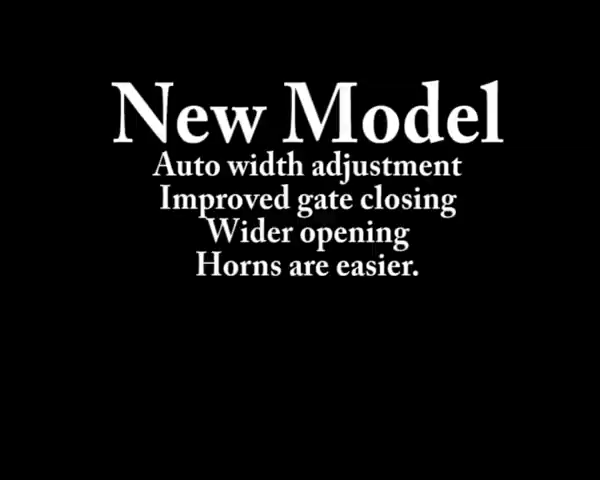 New Model
Auto width adjustment
Improved gate closing
Wider opening
Horns are easier.